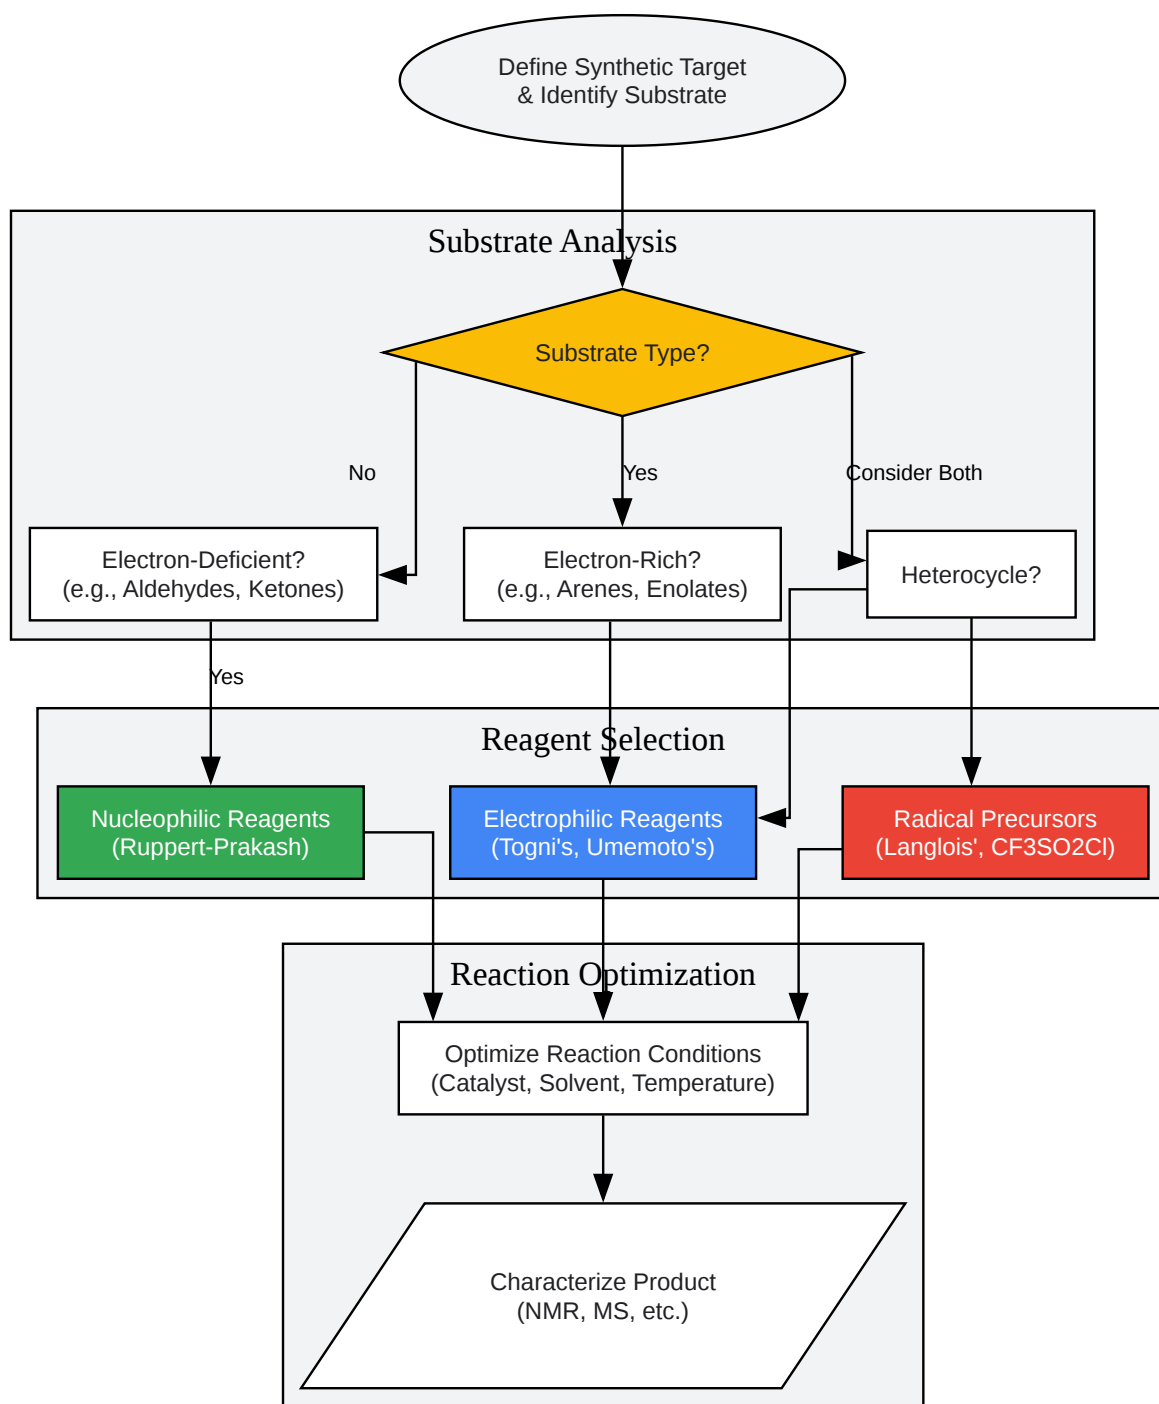 Define Synthetic Target
& Identify Substrate
Substrate Analysis
Substrate Type?
No
Yes
Consider Both
Electron-Deficient?
(e.g., Aldehydes, Ketones)
Electron-Rich?
(e.g., Arenes, Enolates)
Heterocycle?
Yes
Reagent Selection
Nucleophilic Reagents
(Ruppert-Prakash)
Electrophilic Reagents
(Togni's, Umemoto's)
Radical Precursors
(Langlois', CF3SO2Cl)
Reaction Optimization
Optimize Reaction Conditions
(Catalyst, Solvent, Temperature)
Characterize Product
(NMR, MS, etc.)